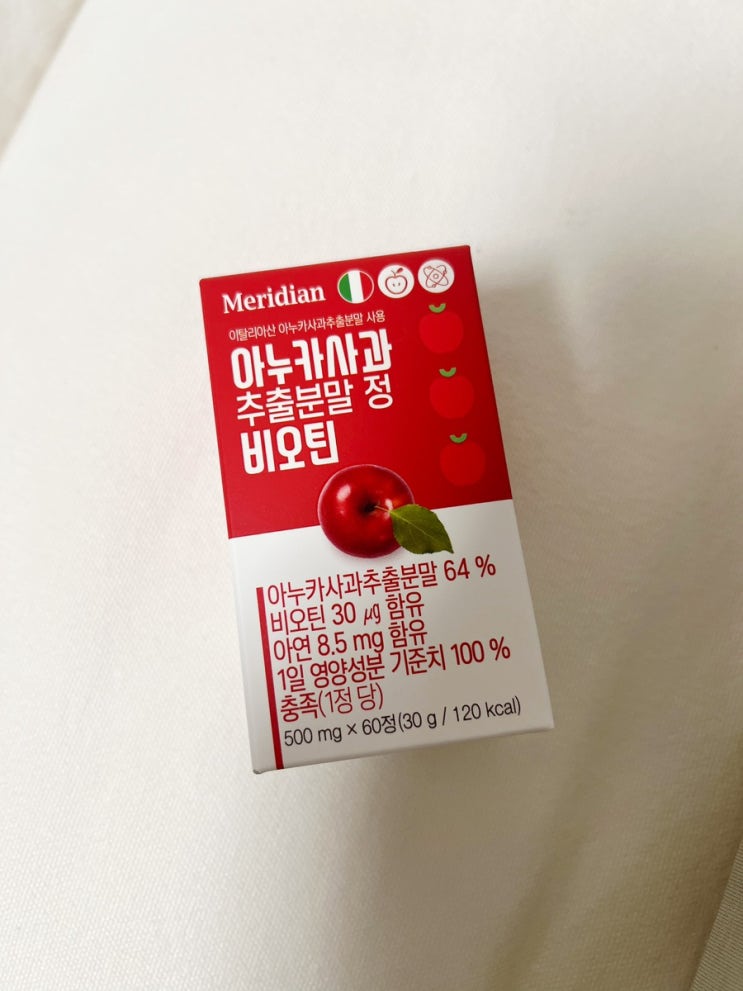 Meridian
이탈리아산 아누카사과추출분말 사용
아누카사과
추출분말 정
비오틴
아누카사과추출분말 64 %
비오틴 30 ㎍ 함유
아연 8.5 mg 함유
1일 영양성분 기준치 100 %
충족(1정 당)
500 mg × 60정(30 g / 120 kcal)